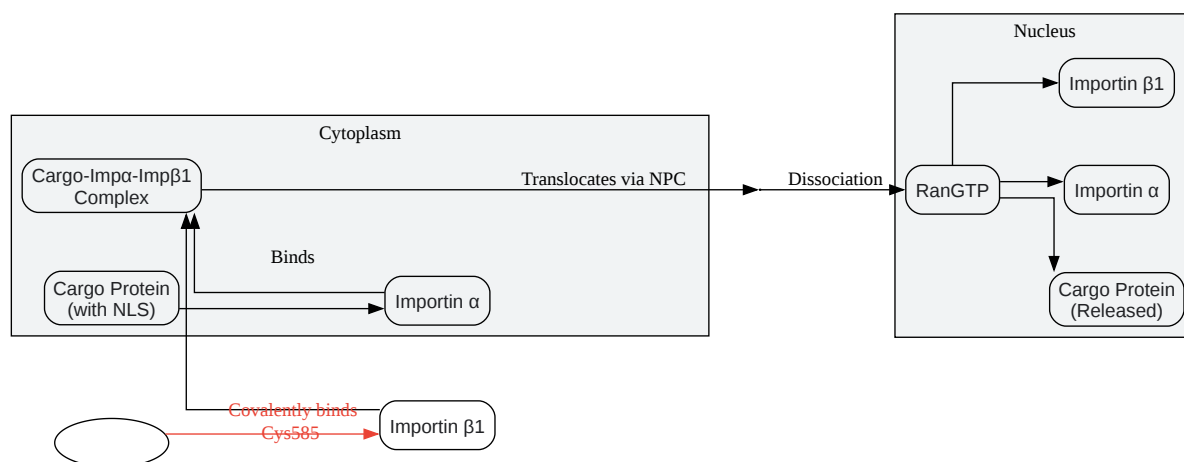 Nucleus
Importin β1
Cytoplasm
Cargo-Impα-Impβ1
Complex
Translocates via NPC
Dissociation
RanGTP
Importin α
Binds
Cargo Protein
(with NLS)
Importin α
Cargo Protein
(Released)
Covalently binds
Cys585
Importin β1